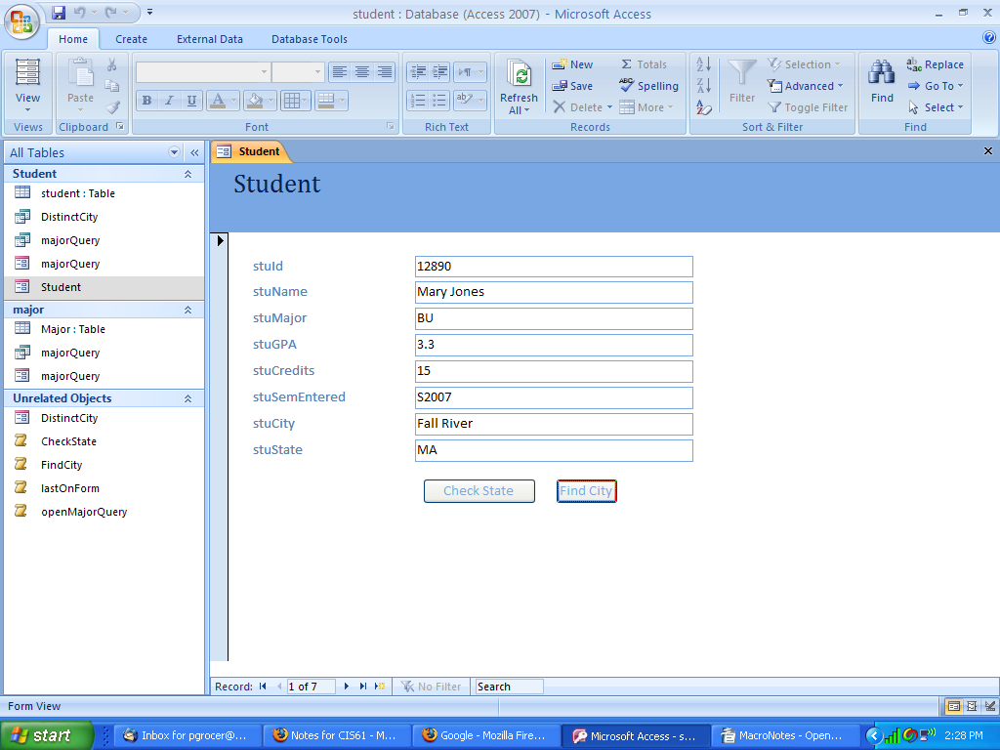 student : Database (Access 2007) - Microsoft Access
Home Create External Data Database Tools
View
Views
Paste
Clipboard
B I U A
Font
Rich Text
Refresh All
New
Save
Delete
Totals
Spelling
More
Records
Filter
Selection
Advanced
Toggle Filter
Sort & Filter
Find
Replace
Go To
Select
Find
All Tables
Student
student : Table
DistinctCity
majorQuery
majorQuery
Student
major
Major : Table
majorQuery
majorQuery
Unrelated Objects
DistinctCity
CheckState
FindCity
lastOnForm
openMajorQuery
Student
Student
stuId 12890
stuName Mary Jones
stuMajor BU
stuGPA 3.3
stuCredits 15
stuSemEntered S2007
stuCity Fall River
stuState MA
Check State Find City
Record: 1 of 7 No Filter Search
Form View
start Inbox for pgrocer@... Notes for CIS61 - M... Google - Mozilla Fire... Microsoft Access - s... MacroNotes - Open... 2:28 PM